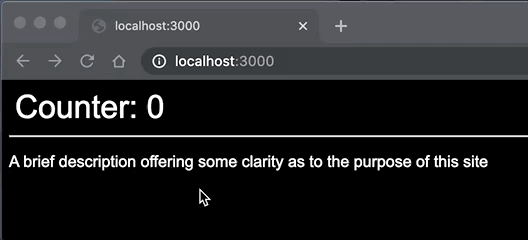 localhost:3000
localhost:3000
Counter: 0
A brief description offering some clarity as to the purpose of this site